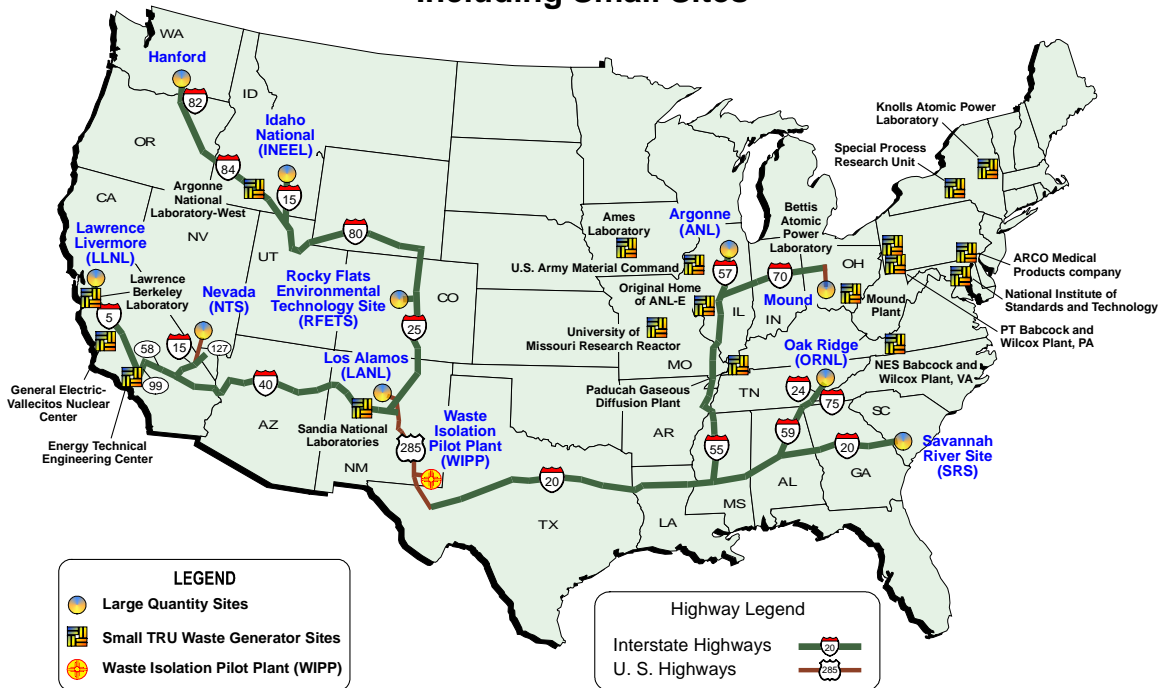 Including Small Sites
WA
Hanford
82
ID
OR
Idaho
National
(INEEL)
84
15
Argonne
National
Laboratory-West
CA
NV
UT
80
Lawrence
Livermore
(LLNL)
Lawrence
Berkeley
Laboratory
Nevada
(NTS)
5
58
99
15
127
General Electric-
Vallecitos Nuclear
Center
Energy Technical
Engineering Center
Rocky Flats
Environmental
Technology Site
(RFETS)
CO
25
Los Alamos
(LANL)
40
AZ
Sandia National
Laboratories
NM
285
Waste
Isolation
Pilot Plant
(WIPP)
20
TX
Ames
Laboratory
Argonne
(ANL)
U.S. Army Material Command
57
Original Home
of ANL-E
University of
Missouri Research Reactor
MO
IL
IN
70
Bettis
Atomic
Power
Laboratory
OH
Mound
Mound
Plant
Paducah Gaseous
Diffusion Plant
TN
AR
55
LA
MS
AL
59
24
75
Oak Ridge
(ORNL)
20
GA
SC
Savannah
River Site
(SRS)
Knolls Atomic Power
Laboratory
Special Process
Research Unit
ARCO Medical
Products company
National Institute of
Standards and Technology
PT Babcock and
Wilcox Plant, PA
NES Babcock and
Wilcox Plant, VA
LEGEND
Large Quantity Sites
Small TRU Waste Generator Sites
Waste Isolation Pilot Plant (WIPP)
Highway Legend
Interstate Highways
20
U. S. Highways
285